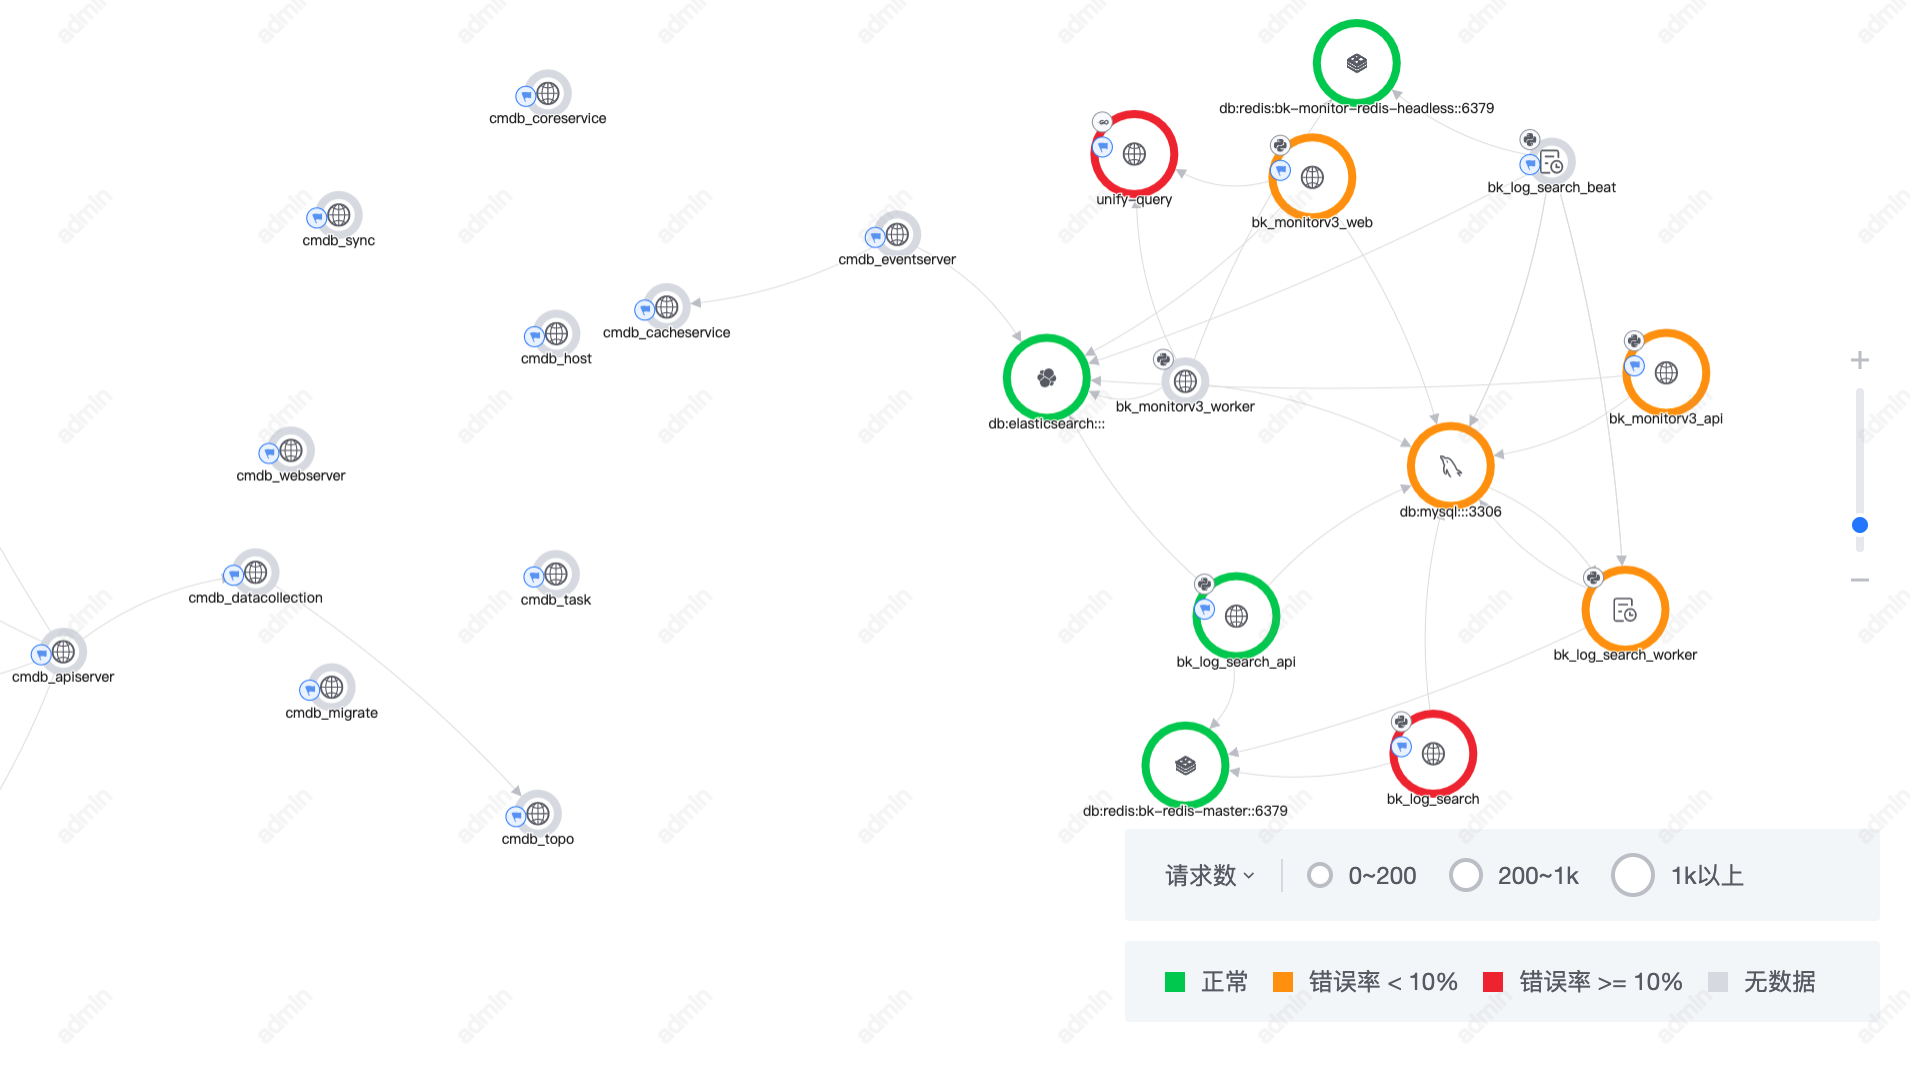 db:redis:bk-monitor-redis-headless::6379
cmdb_coreservice
unify-query
bk_monitorv3_web
bk_log_search_beat
cmdb_sync
cmdb_eventserver
cmdb_cacheservice
cmdb_host
db:elasticsearch:::
bk_monitorv3_worker
bk_monitorv3_api
cmdb_webserver
db:mysql:::3306
cmdb_datacollection
cmdb_task
cmdb_apiserver
bk_log_search_api
bk_log_search_worker
cmdb_migrate
cmdb_topo
db:redis:bk-redis-master::6379
bk_log_search
请求数 0~200 200~1k 1k以上
正常 错误率 < 10% 错误率 >= 10% 无数据
admin